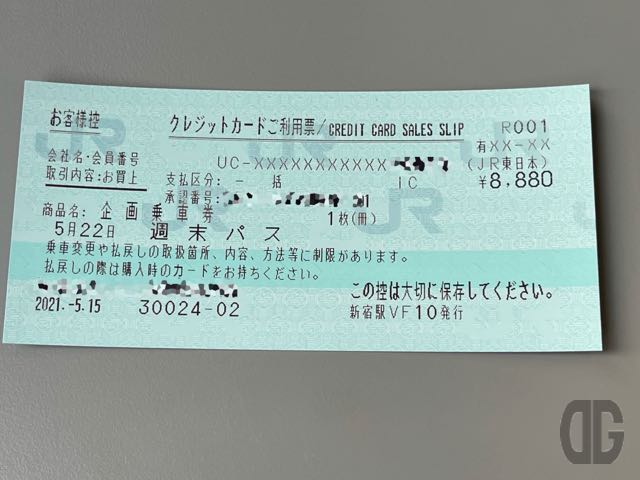 お客様控 クレジットカードご利用票/CREDIT CARD SALES SLIP R001
有XX-XX
会社名・会員番号 UC-XXXXXXXXXXX (JR東日本)
取引内容:お買上 支払区分: 一括 IC ¥8,880
承認番号:
商品名: 企画乗車券 1枚(冊)
5月22日 週末パス
乗車変更や払戻しの取扱箇所、内容、方法等に制限があります。
払戻しの際は購入時のカードをお持ちください。
この控は大切に保存してください。
2021.-5.15 30024-02 新宿駅VF10発行
JR
DG